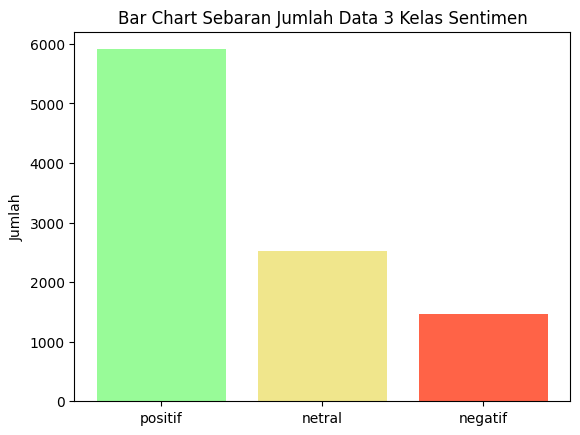 Bar Chart Sebaran Jumlah Data 3 Kelas Sentimen
6000
5000
4000
3000
2000
1000
0
Jumlah
positif netral negatif